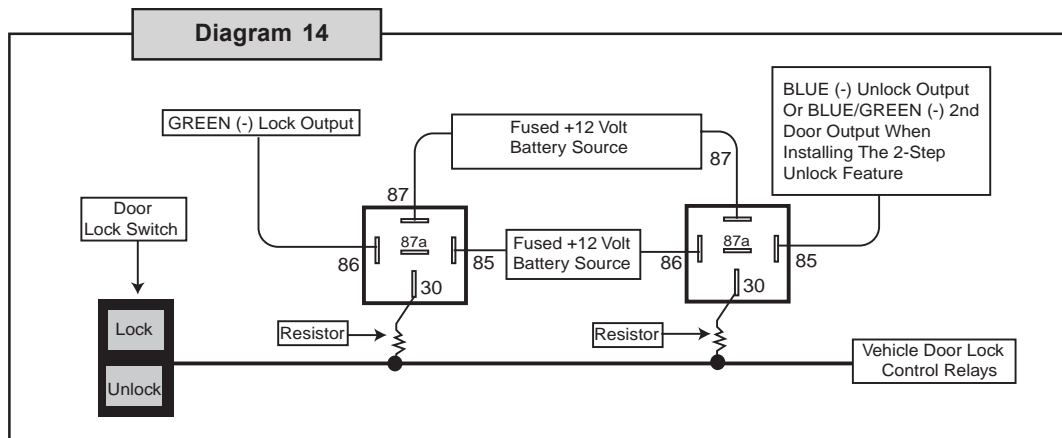 Diagram 14
GREEN (-) Lock Output
Fused +12 Volt
Battery Source
BLUE (-) Unlock Output
Or BLUE/GREEN (-) 2nd
Door Output When
Installing The 2-Step
Unlock Feature
87
87
Door
Lock Switch
87a
86
85
30
Fused +12 Volt
Battery Source
87a
86
85
30
Lock
Unlock
Resistor
Resistor
Vehicle Door Lock
Control Relays